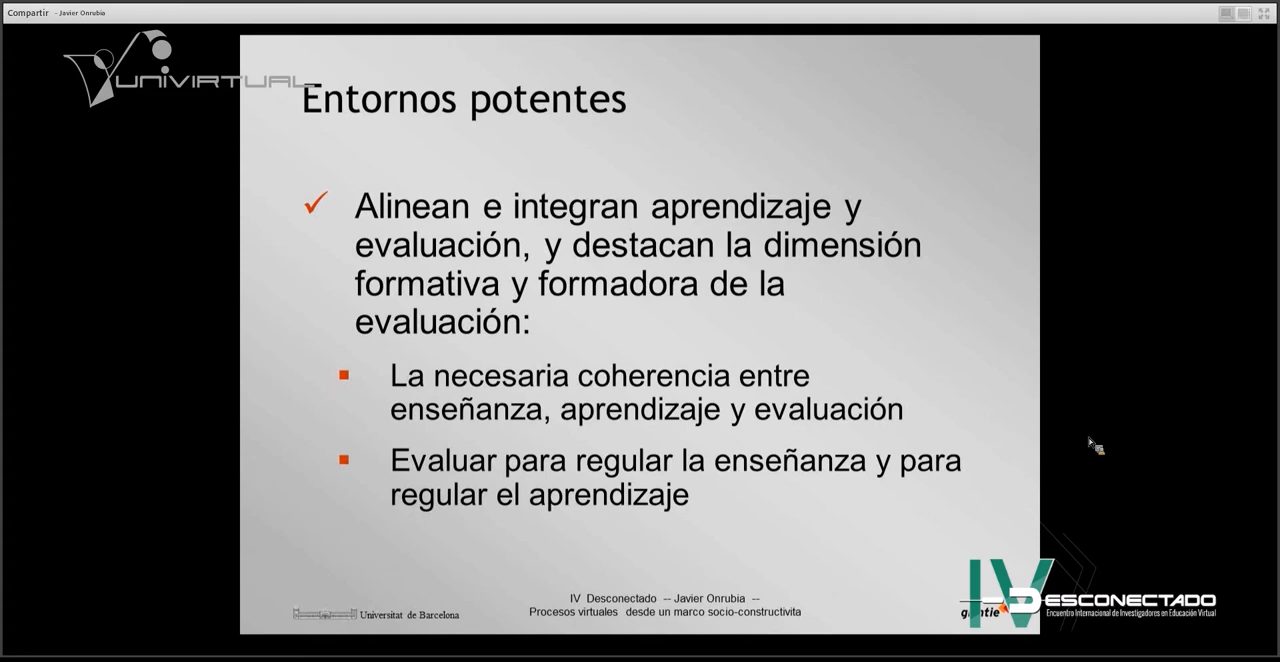 Compartir - Javier Onrubia
UNIVIRTUAL
Entornos potentes
Alinean e integran aprendizaje y
evaluación, y destacan la dimensión
formativa y formadora de la
evaluación:
La necesaria coherencia entre
enseñanza, aprendizaje y evaluación
Evaluar para regular la enseñanza y para
regular el aprendizaje
Universitat de Barcelona
IV Desconectado -- Javier Onrubia --
Procesos virtuales desde un marco socio-constructivita
IV
DESCONECTADO
Encuentro Internacional de Investigadores en Educación Virtual